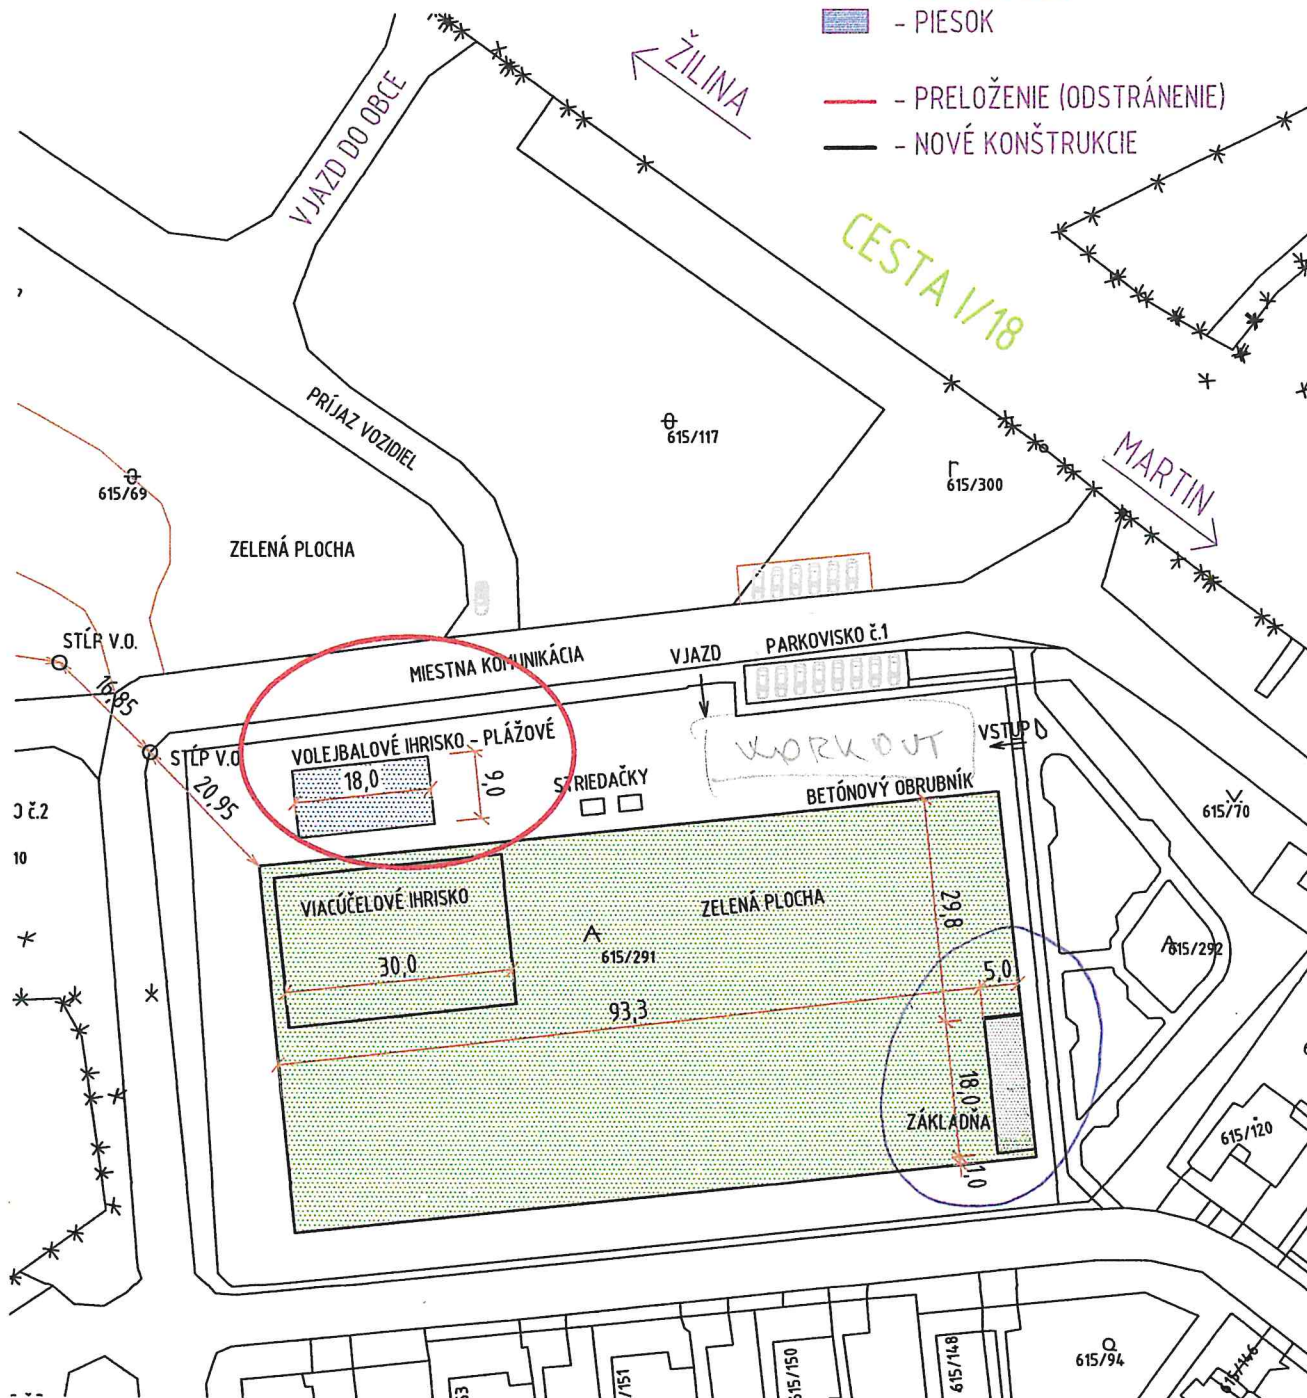 - PIESOK
- PRELOŽENIE (ODSTRÁNENIE)
- NOVÉ KONŠTRUKCIE
ŽILINA
VJAZD DO OBCE
CESTA I/18
PRÍJAZ VOZIDIEL
615/117
MARTIN
615/300
615/69
ZELENÁ PLOCHA
STĹP V.O.
MIESTNA KOMUNIKÁCIA
VJAZD
PARKOVISKO č.1
16,85
STĹP V.O
VOLEJBALOVÉ IHRISKO - PLÁŽOVÉ
WORKOUT
VSTUP
18,0
9,0
STRIEDAČKY
BETÓNOVÝ OBRUBNÍK
20,95
615/70
č.2
10
VIACÚČELOVÉ IHRISKO
ZELENÁ PLOCHA
29,8
615/291
615/292
30,0
5,0
93,3
18,0
ZÁKLADŇA
1,0
615/120
615/94
615/146
615/148
615/150
/151
53